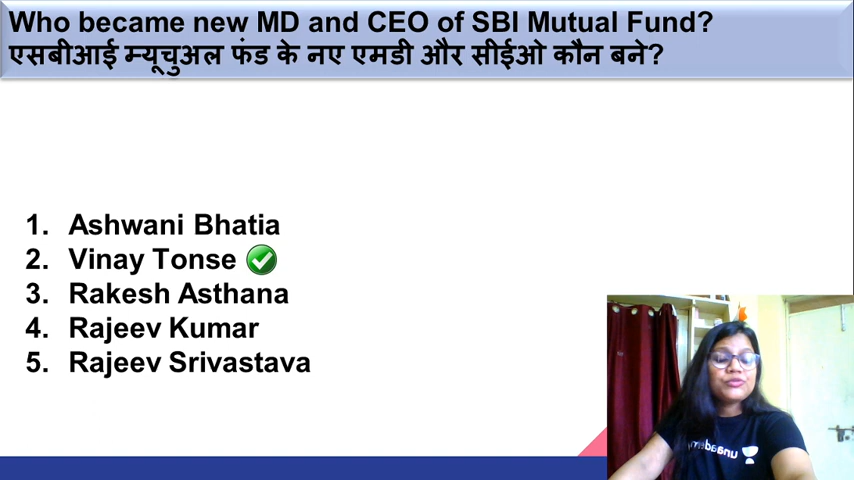 Who became new MD and CEO of SBI Mutual Fund?
एसबीआई म्यूचुअल फंड के नए एमडी और सीईओ कौन बने?
1. Ashwani Bhatia
2. Vinay Tonse
3. Rakesh Asthana
4. Rajeev Kumar
5. Rajeev Srivastava
unacademy